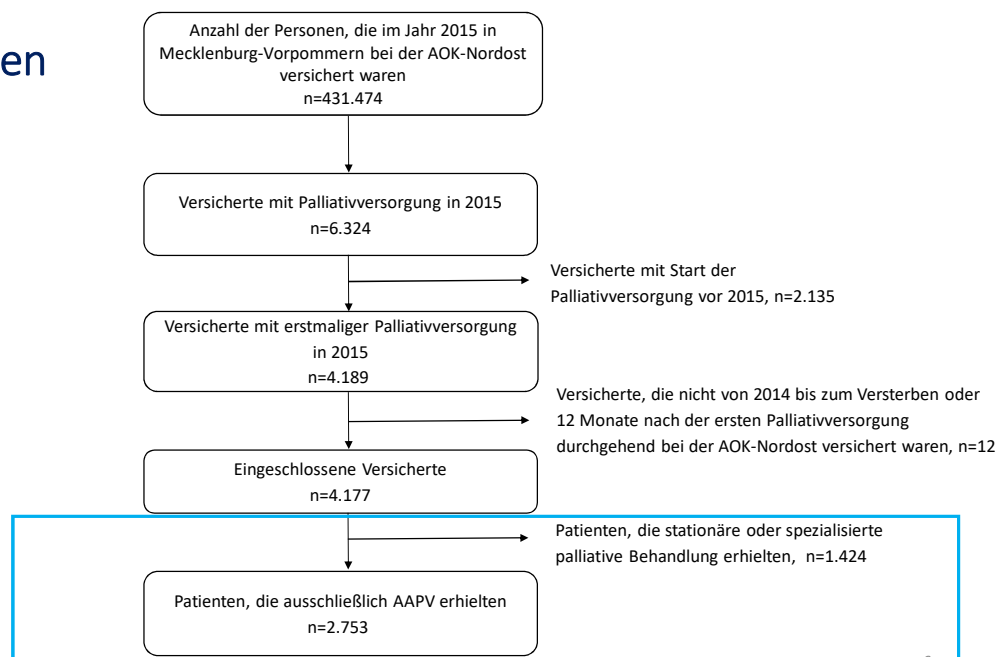 en
Anzahl der Personen, die im Jahr 2015 in
Mecklenburg-Vorpommern bei der AOK-Nordost
versichert waren
n=431.474
Versicherte mit Palliativversorgung in 2015
n=6.324
Versicherte mit Start der
Palliativversorgung vor 2015, n=2.135
Versicherte mit erstmaliger Palliativversorgung
in 2015
n=4.189
Versicherte, die nicht von 2014 bis zum Versterben oder
12 Monate nach der ersten Palliativversorgung
durchgehend bei der AOK-Nordost versichert waren, n=12
Eingeschlossene Versicherte
n=4.177
Patienten, die stationäre oder spezialisierte
palliative Behandlung erhielten, n=1.424
Patienten, die ausschließlich AAPV erhielten
n=2.753